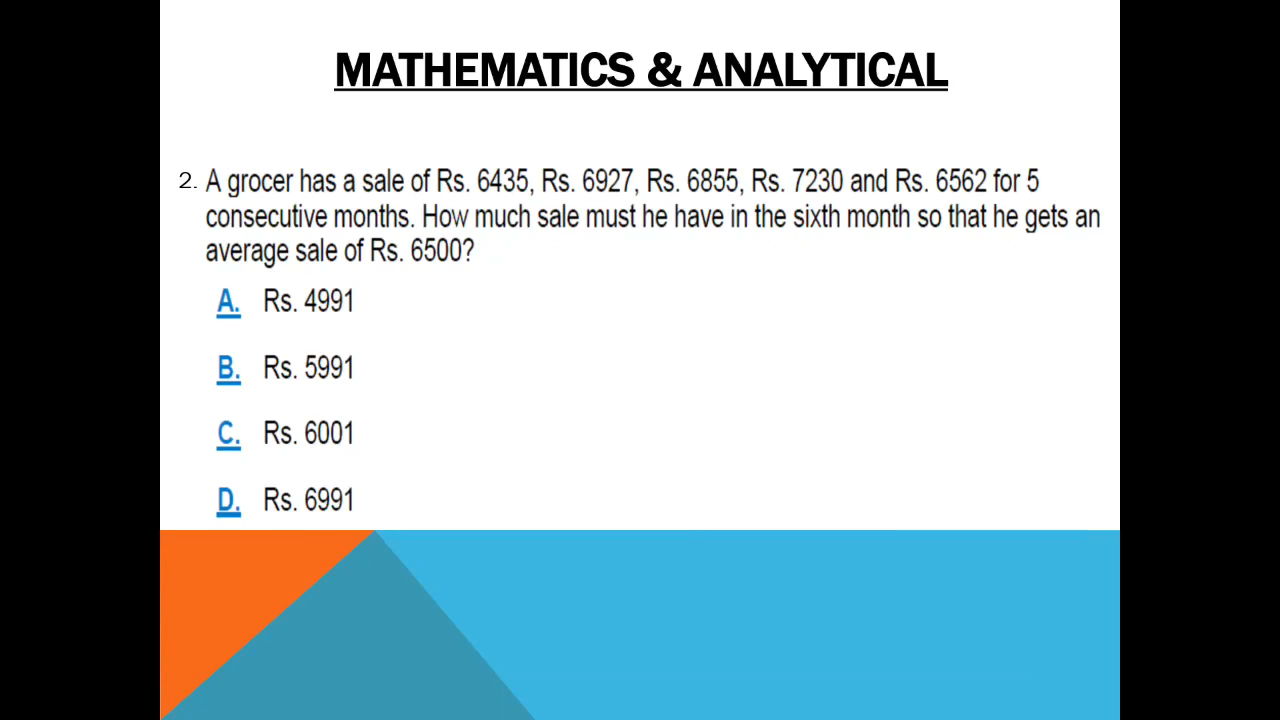 MATHEMATICS & ANALYTICAL
2. A grocer has a sale of Rs. 6435, Rs. 6927, Rs. 6855, Rs. 7230 and Rs. 6562 for 5
consecutive months. How much sale must he have in the sixth month so that he gets an
average sale of Rs. 6500?
A. Rs. 4991
B. Rs. 5991
C. Rs. 6001
D. Rs. 6991